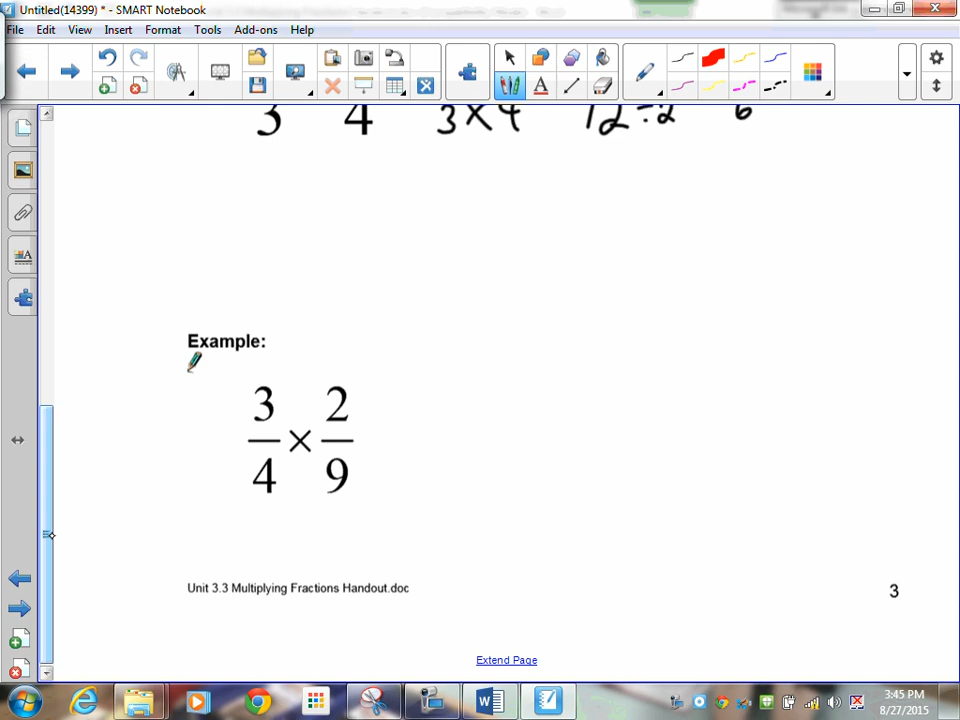 Untitled(14399) * - SMART Notebook
File Edit View Insert Format Tools Add-ons Help
3 4 3 × 4 12 ÷ 2 6
Example:
3 2
×
4 9
Unit 3.3 Multiplying Fractions Handout.doc
3
Extend Page
3:45 PM
8/27/2015